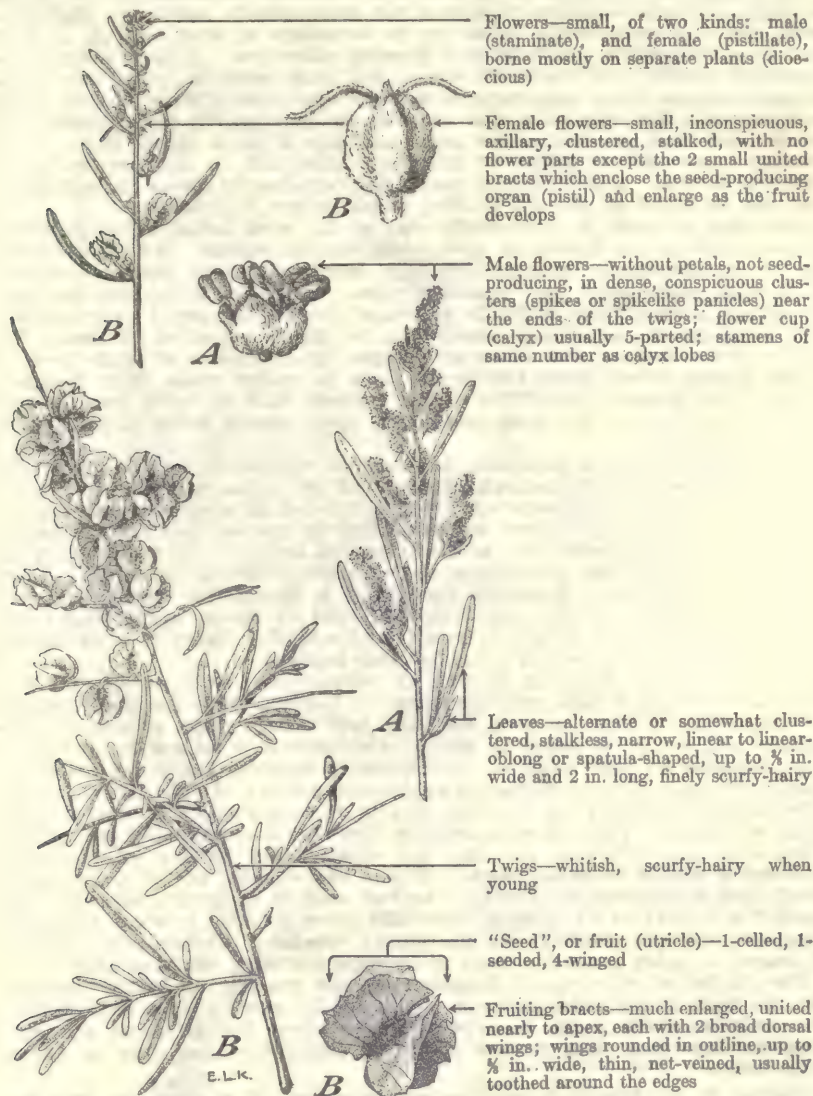 Flowers—small, of two kinds: male
(staminate), and female (pistillate),
borne mostly on separate plants (dioe-
cious)
Female flowers—small, inconspicuous,
axillary, clustered, stalked, with no
flower parts except the 2 small united
bracts which enclose the seed-producing
organ (pistil) and enlarge as the fruit
develops
B
Male flowers—without petals, not seed-
producing, in dense, conspicuous clus-
ters (spikes or spikelike panicles) near
the ends of the twigs; flower cup
(calyx) usually 5-parted; stamens of
same number as calyx lobes
B
A
A
Leaves—alternate or somewhat clus-
tered, stalkless, narrow, linear to linear-
oblong or spatula-shaped, up to in.
wide and 2 in. long, finely scurfy-hairy
Twigs—whitish, scurfy-hairy when
young
"Seed", or fruit (utricle)—1-celled, 1-
seeded, 4-winged
Fruiting bracts—much enlarged, united
nearly to apex, each with 2 broad dorsal
wings; wings rounded in outline, up to
in. wide, thin, net-veined, usually
toothed around the edges
B
E.L.K.
B